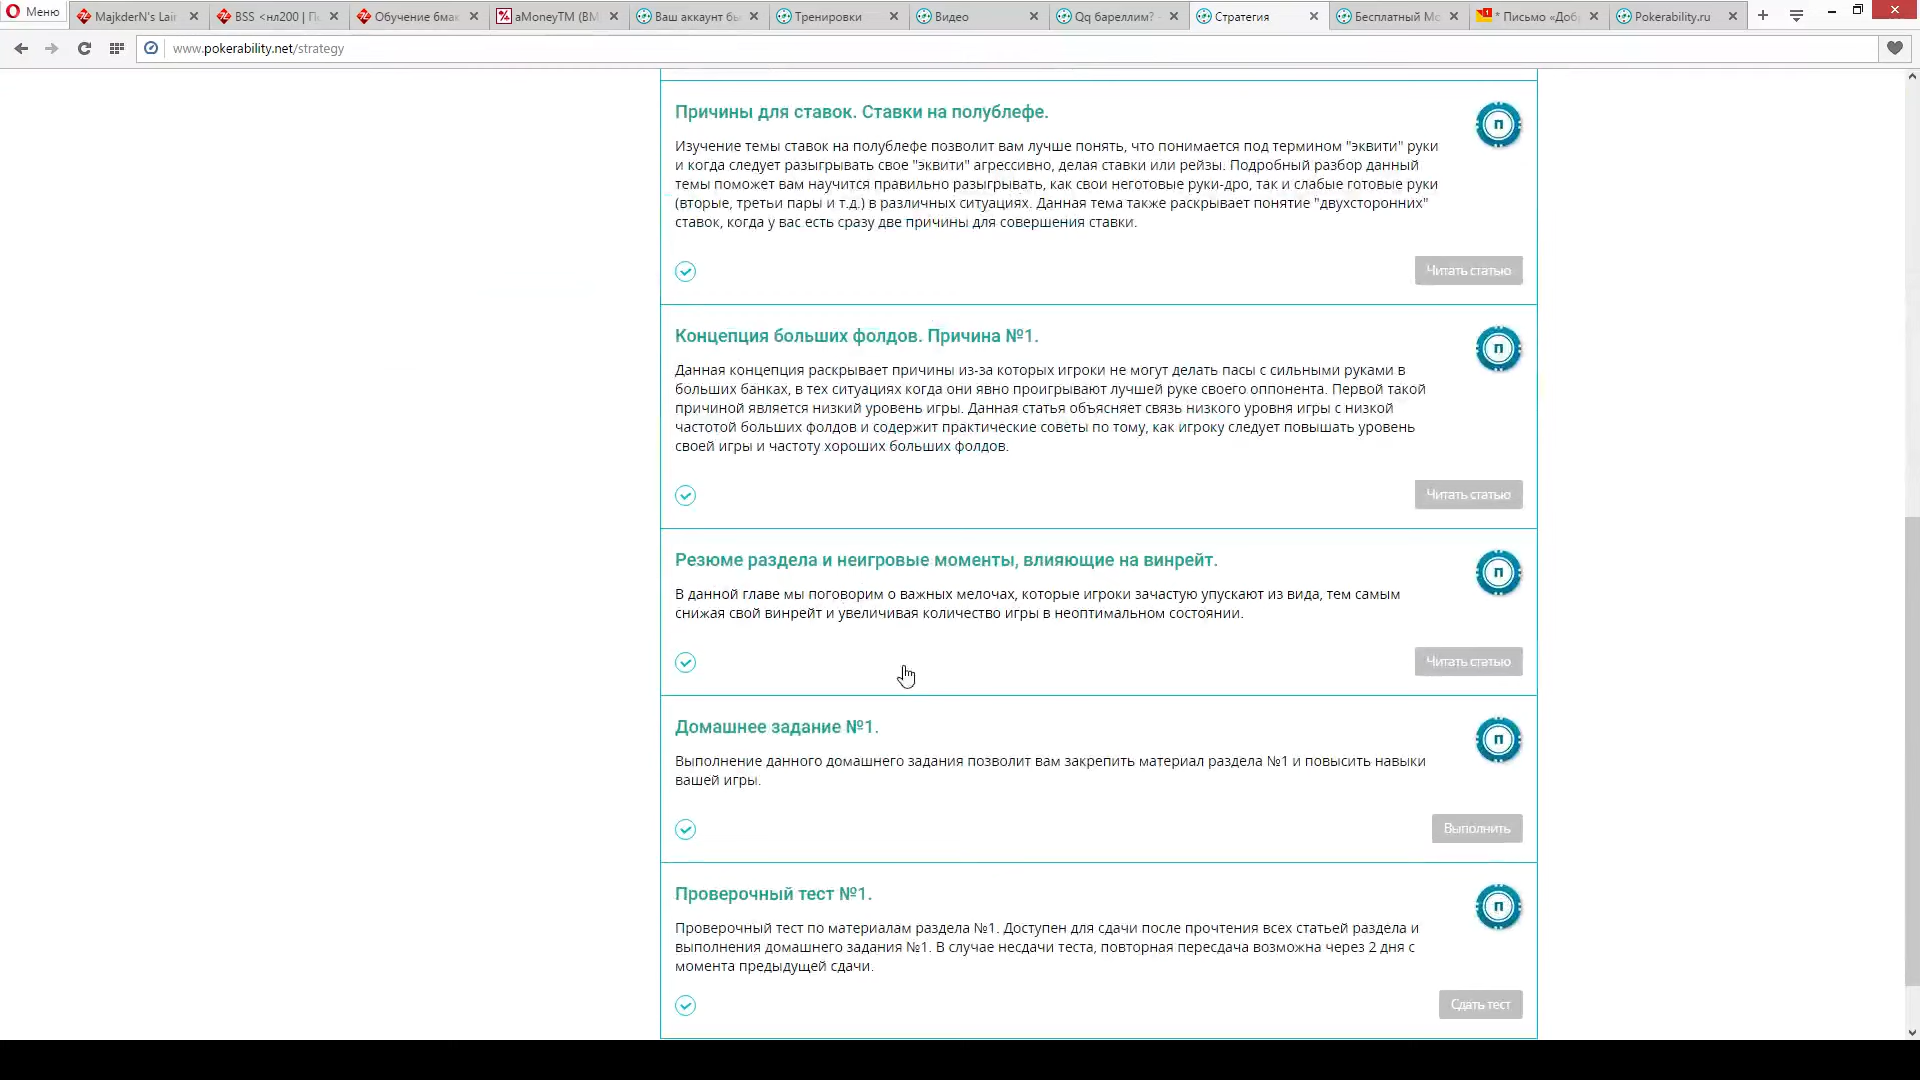 Меню
MajkderN's Lair
BSS <нл200 | П
Обучение бма
aMoneyTM (BM
Ваш аккаунт бы
Тренировки
Видео
Qq бареллим? -
Стратегия
Бесплатный Мо
* Письмо «Доб
Pokerability.ru
www.pokerability.net/strategy
Причины для ставок. Ставки на полублефе.
П
Изучение темы ставок на полублефе позволит вам лучше понять, что понимается под термином "эквити" руки
и когда следует разыгрывать свое "эквити" агрессивно, делая ставки или рейзы. Подробный разбор данный
темы поможет вам научится правильно разыгрывать, как свои неготовые руки-дро, так и слабые готовые руки
(вторые, третьи пары и т.д.) в различных ситуациях. Данная тема также раскрывает понятие "двухсторонних"
ставок, когда у вас есть сразу две причины для совершения ставки.
Читать статью
Концепция больших фолдов. Причина №1.
П
Данная концепция раскрывает причины из-за которых игроки не могут делать пасы с сильными руками в
больших банках, в тех ситуациях когда они явно проигрывают лучшей руке своего оппонента. Первой такой
причиной является низкий уровень игры. Данная статья объясняет связь низкого уровня игры с низкой
частотой больших фолдов и содержит практические советы по тому, как игроку следует повышать уровень
своей игры и частоту хороших больших фолдов.
Читать статью
Резюме раздела и неигровые моменты, влияющие на винрейт.
П
В данной главе мы поговорим о важных мелочах, которые игроки зачастую упускают из вида, тем самым
снижая свой винрейт и увеличивая количество игры в неоптимальном состоянии.
Читать статью
Домашнее задание №1.
П
Выполнение данного домашнего задания позволит вам закрепить материал раздела №1 и повысить навыки
вашей игры.
Выполнить
Проверочный тест №1.
П
Проверочный тест по материалам раздела №1. Доступен для сдачи после прочтения всех статьей раздела и
выполнения домашнего задания №1. В случае несдачи теста, повторная пересдача возможна через 2 дня с
момента предыдущей сдачи.
Сдать тест